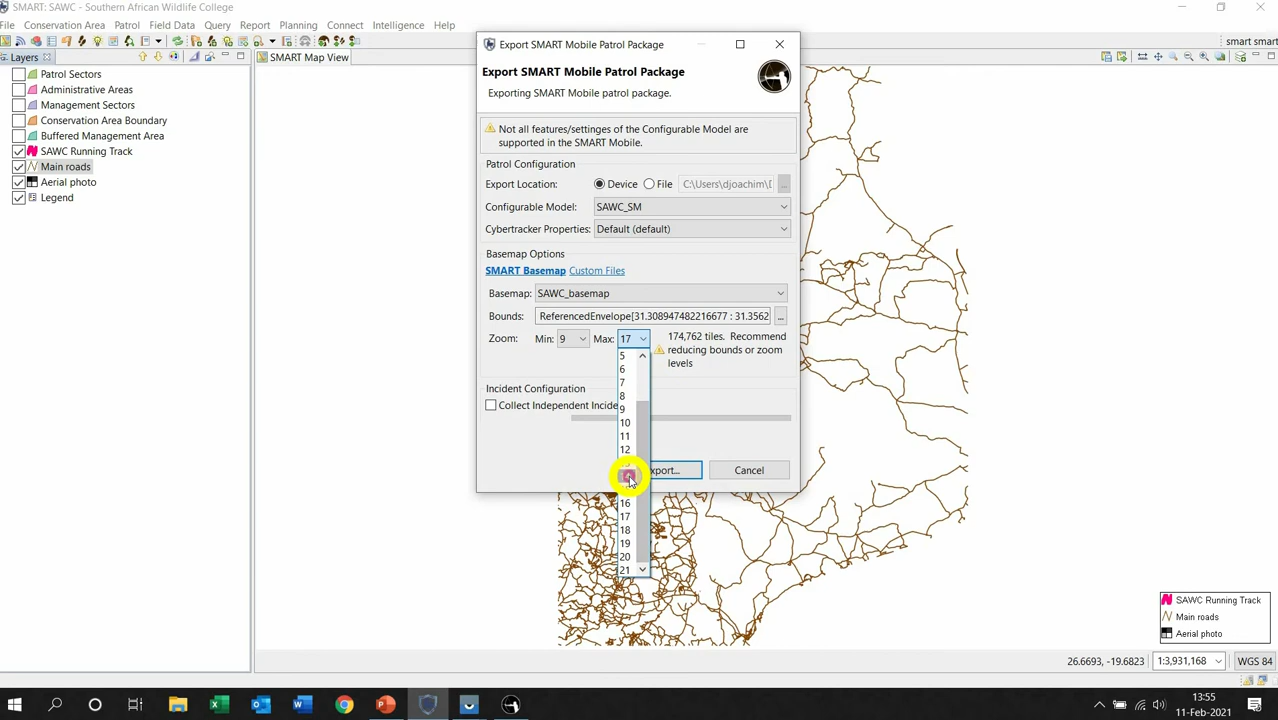 SMART: SAWC - Southern African Wildlife College
File Conservation Area Patrol Field Data Query Report Planning Connect Intelligence Help
smart smart
Layers
SMART Map View
Patrol Sectors
Administrative Areas
Management Sectors
Conservation Area Boundary
Buffered Management Area
SAWC Running Track
Main roads
Aerial photo
Legend
Export SMART Mobile Patrol Package
Export SMART Mobile Patrol Package
Exporting SMART Mobile patrol package.
Not all features/settinges of the Configurable Model are
supported in the SMART Mobile.
Patrol Configuration
Export Location: Device File C:\Users\djoachim\[ ...
Configurable Model: SAWC_SM
Cybertracker Properties: Default (default)
Basemap Options
SMART Basemap Custom Files
Basemap: SAWC_basemap
Bounds: ReferencedEnvelope[31.308947482216677 : 31.3562 ...
Zoom: Min: 9 Max: 17 174,762 tiles. Recommend
reducing bounds or zoom
levels
5
6
7
8
9
10
11
12
16
17
18
19
20
21
Incident Configuration
Collect Independent Incide
xport... Cancel
SAWC Running Track
Main roads
Aerial photo
26.6693, -19.6823 1:3,931,168 WGS 84
13:55
11-Feb-2021